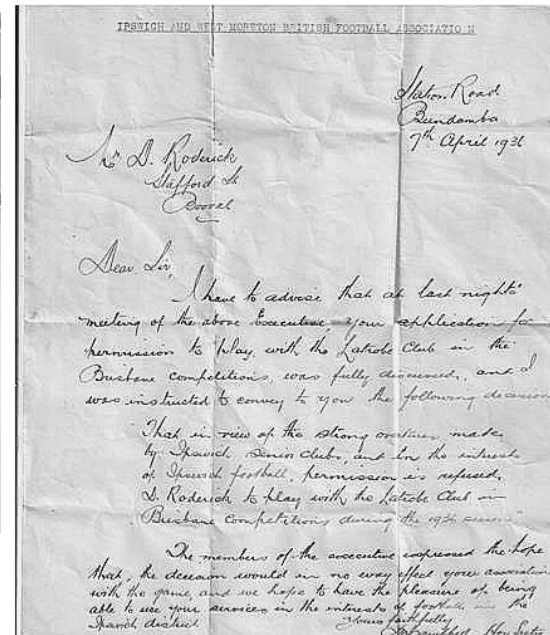 IPSWICH AND WEST MORETON BRITISH FOOTBALL ASSOCIATION
Station Road
Bundamba
7th April 1936
Mr D. Roderick
Stafford St
Booval
Dear Sir,
I have to advise that at last nights'
meeting of the above Executive, your application for
permission to play with the Latrobe Club in the
Brisbane competitions, was fully discussed, and I
was instructed to convey to you the following decision
That in view of the strong overtures made
by Ipswich Senior clubs, and in the interests
of Ipswich football, permission is refused
D. Roderick to play with the Latrobe Club in
Brisbane Competitions during the 1936 season"
The members of the executive expressed the hope
that, the decision would in no way effect your association
with the game, and we hope to have the pleasure of being
able to use your services in the interests of football in the
Ipswich district.
Yours faithfully
Hon. Secty